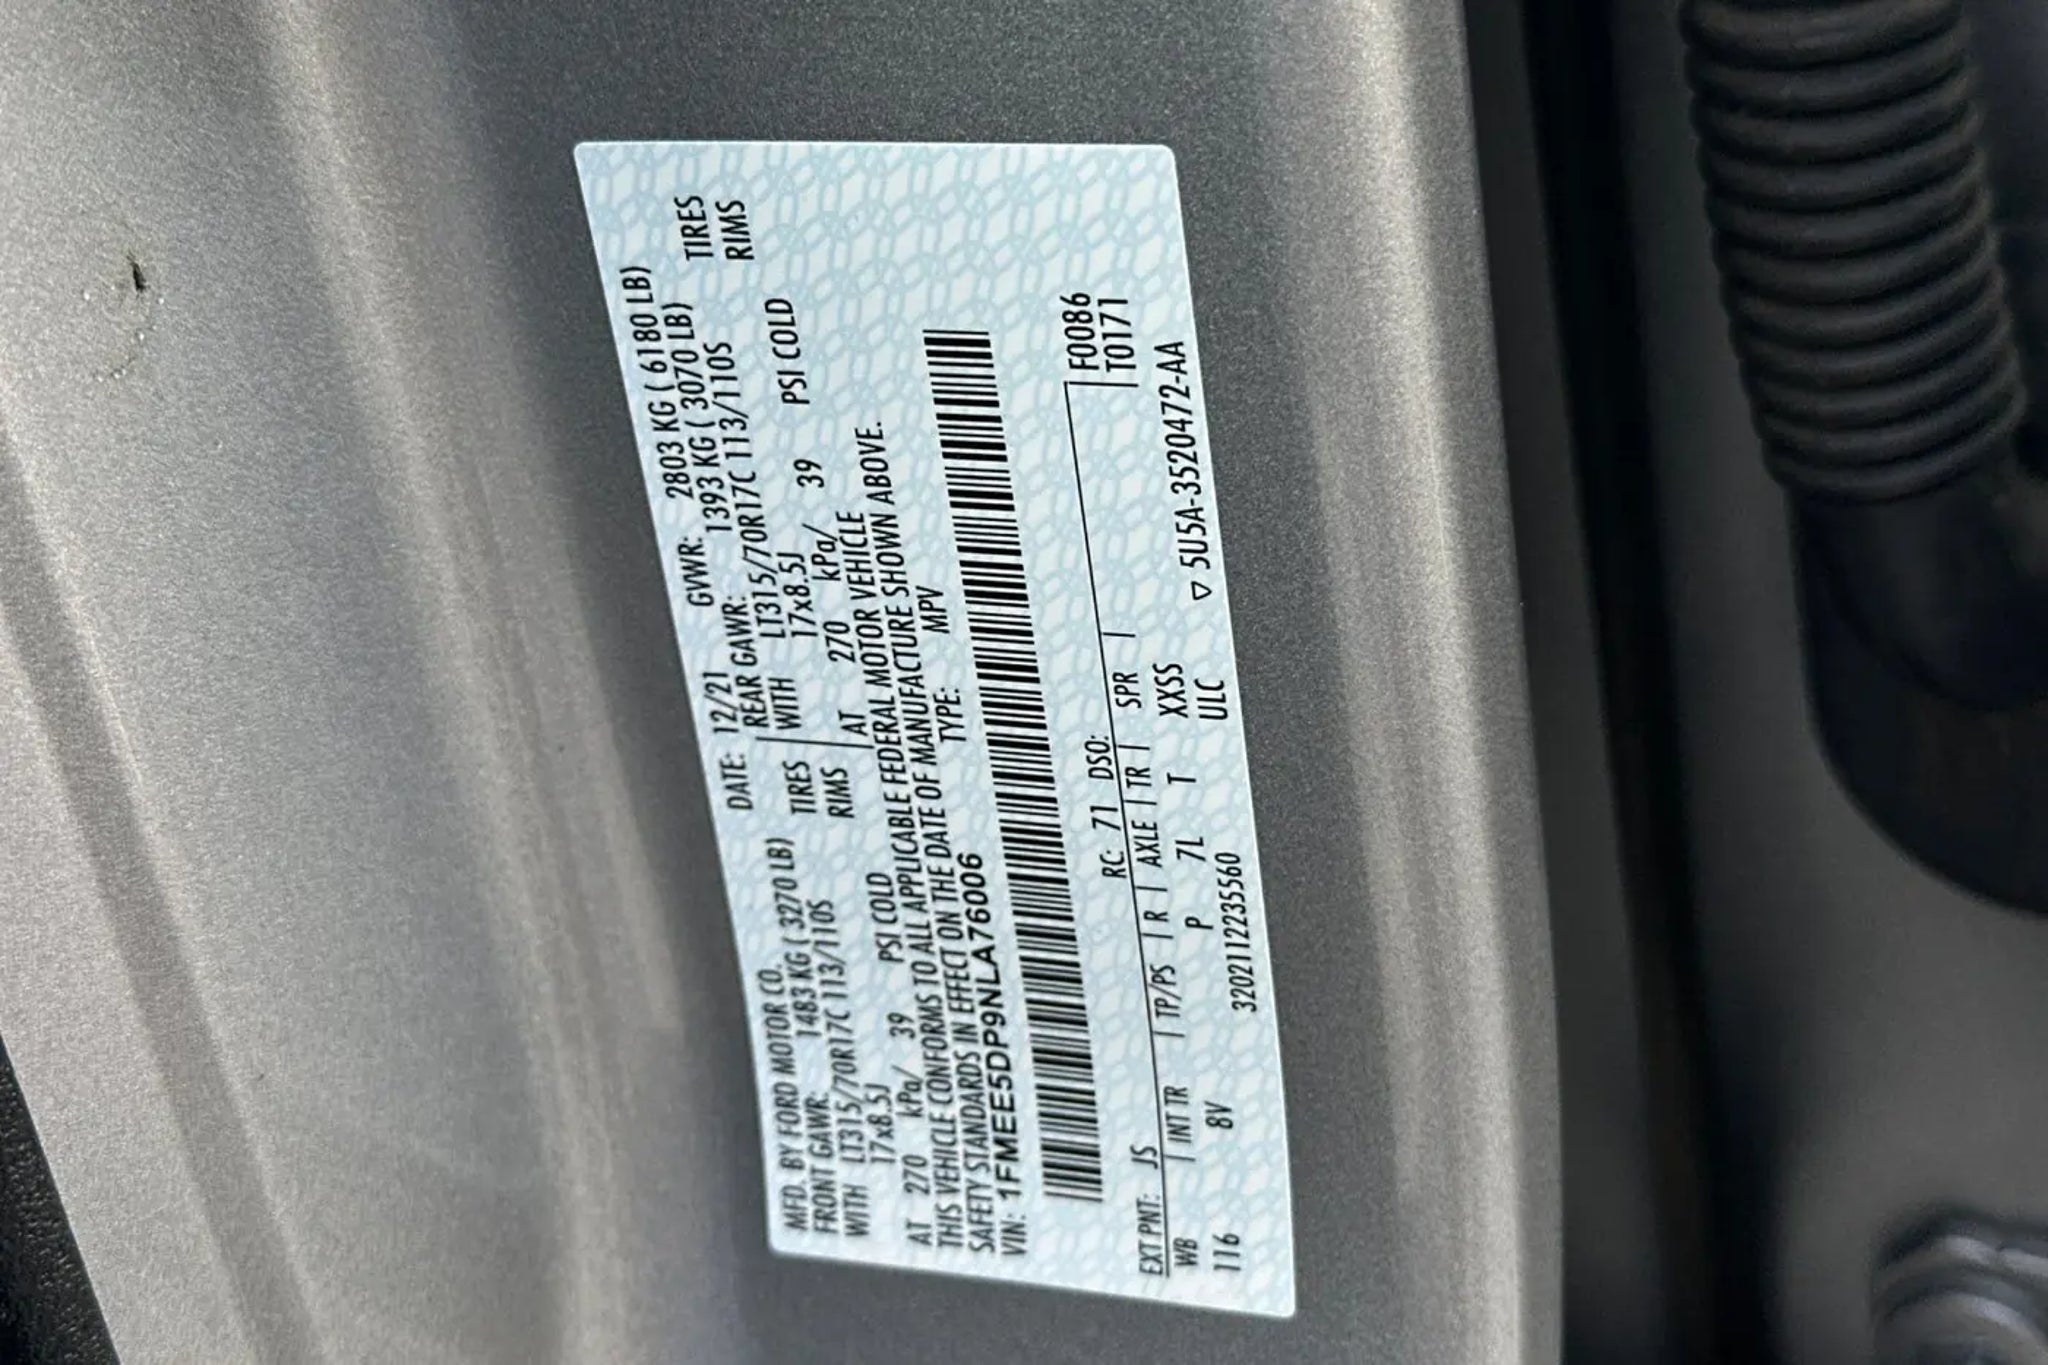 MFD. BY FORD MOTOR CO.
DATE: 12/21 GVWR: 2803 KG ( 6180 LB)
FRONT GAWR: 1483 KG ( 3270 LB) REAR GAWR: 1393 KG ( 3070 LB)
WITH LT315/70R17C 113/110S TIRES WITH LT315/70R17C 113/110S TIRES
17x8.5J RIMS 17x8.5J RIMS
AT 270 kPa/ 39 PSI COLD AT 270 kPa/ 39 PSI COLD
THIS VEHICLE CONFORMS TO ALL APPLICABLE FEDERAL MOTOR VEHICLE
SAFETY STANDARDS IN EFFECT ON THE DATE OF MANUFACTURE SHOWN ABOVE.
VIN: 1FMEE5DP9NLA76006 TYPE: MPV
F0086
EXT PNT: JS RC: 71 DSO: T0171
WB INT TR TP/PS R AXLE TR SPR
116 8V P 7L T XXSS
ULC ▽ 5U5A-3520472-AA
320211235560